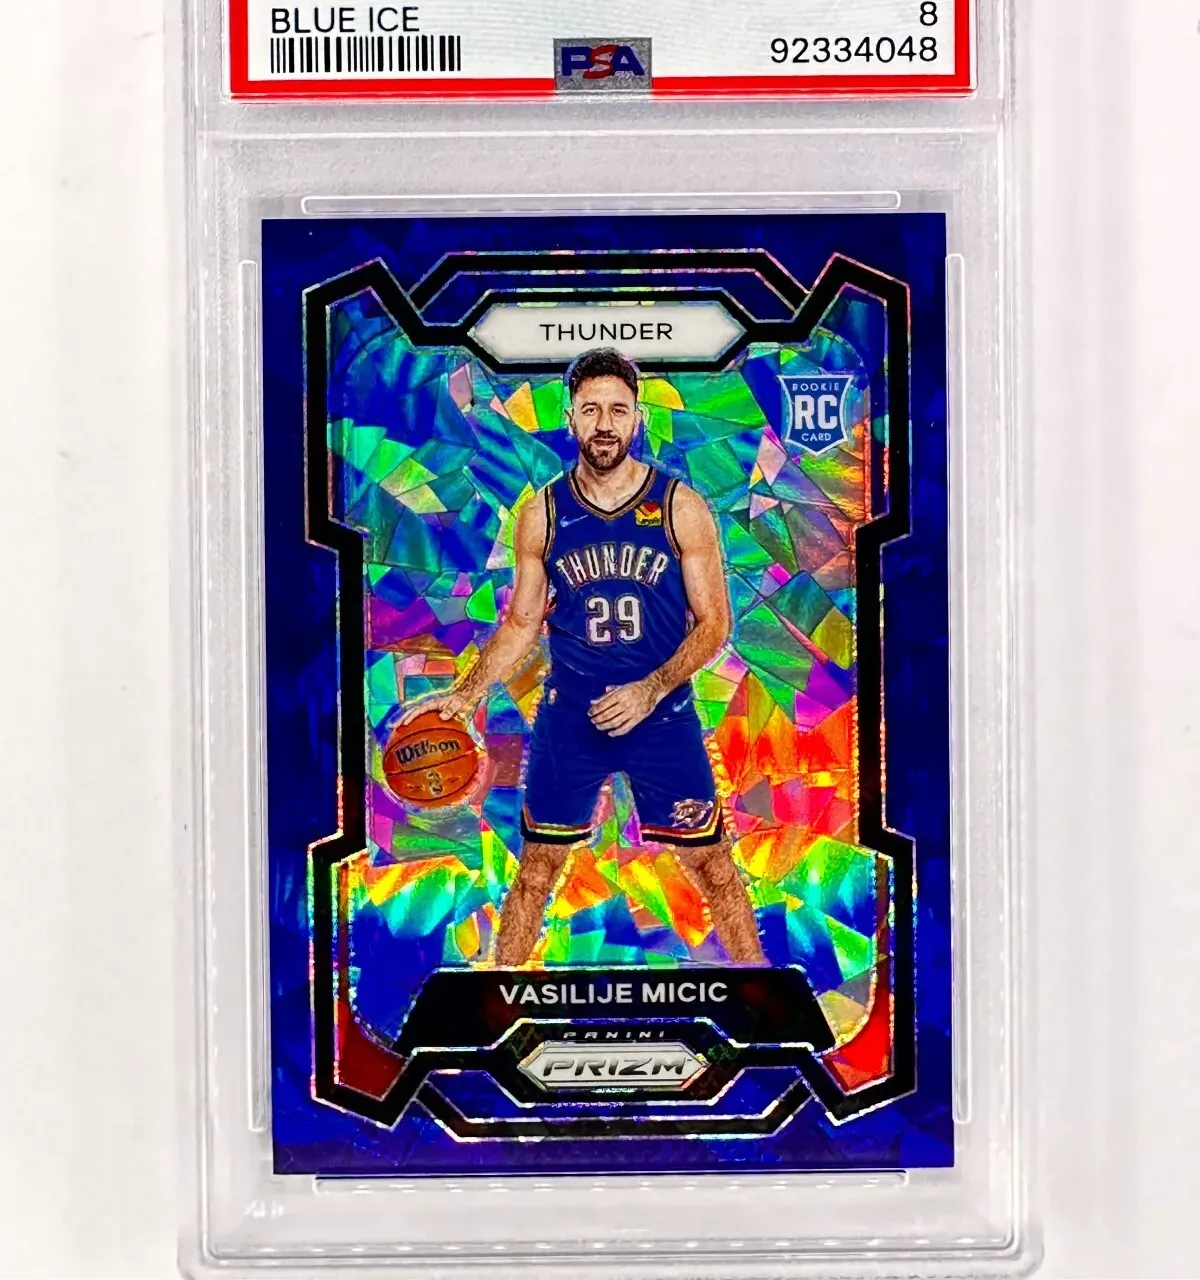 BLUE ICE
8
PSA
92334048
THUNDER
ROOKIE
RC
CARD
THUNDER
29
Wilson
VASILIJE MICIC
PANINI
PRIZM